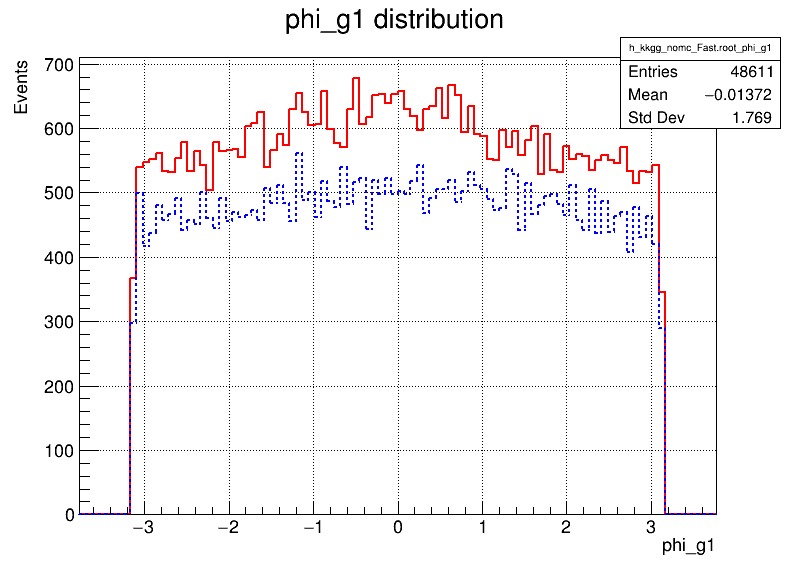 phi_g1 distribution
h_kkgg_nomc_Fast.root_phi_g1
Entries 48611
Mean −0.01372
Std Dev 1.769
Events
700
600
500
400
300
200
100
0
−3 −2 −1 0 1 2 3
phi_g1